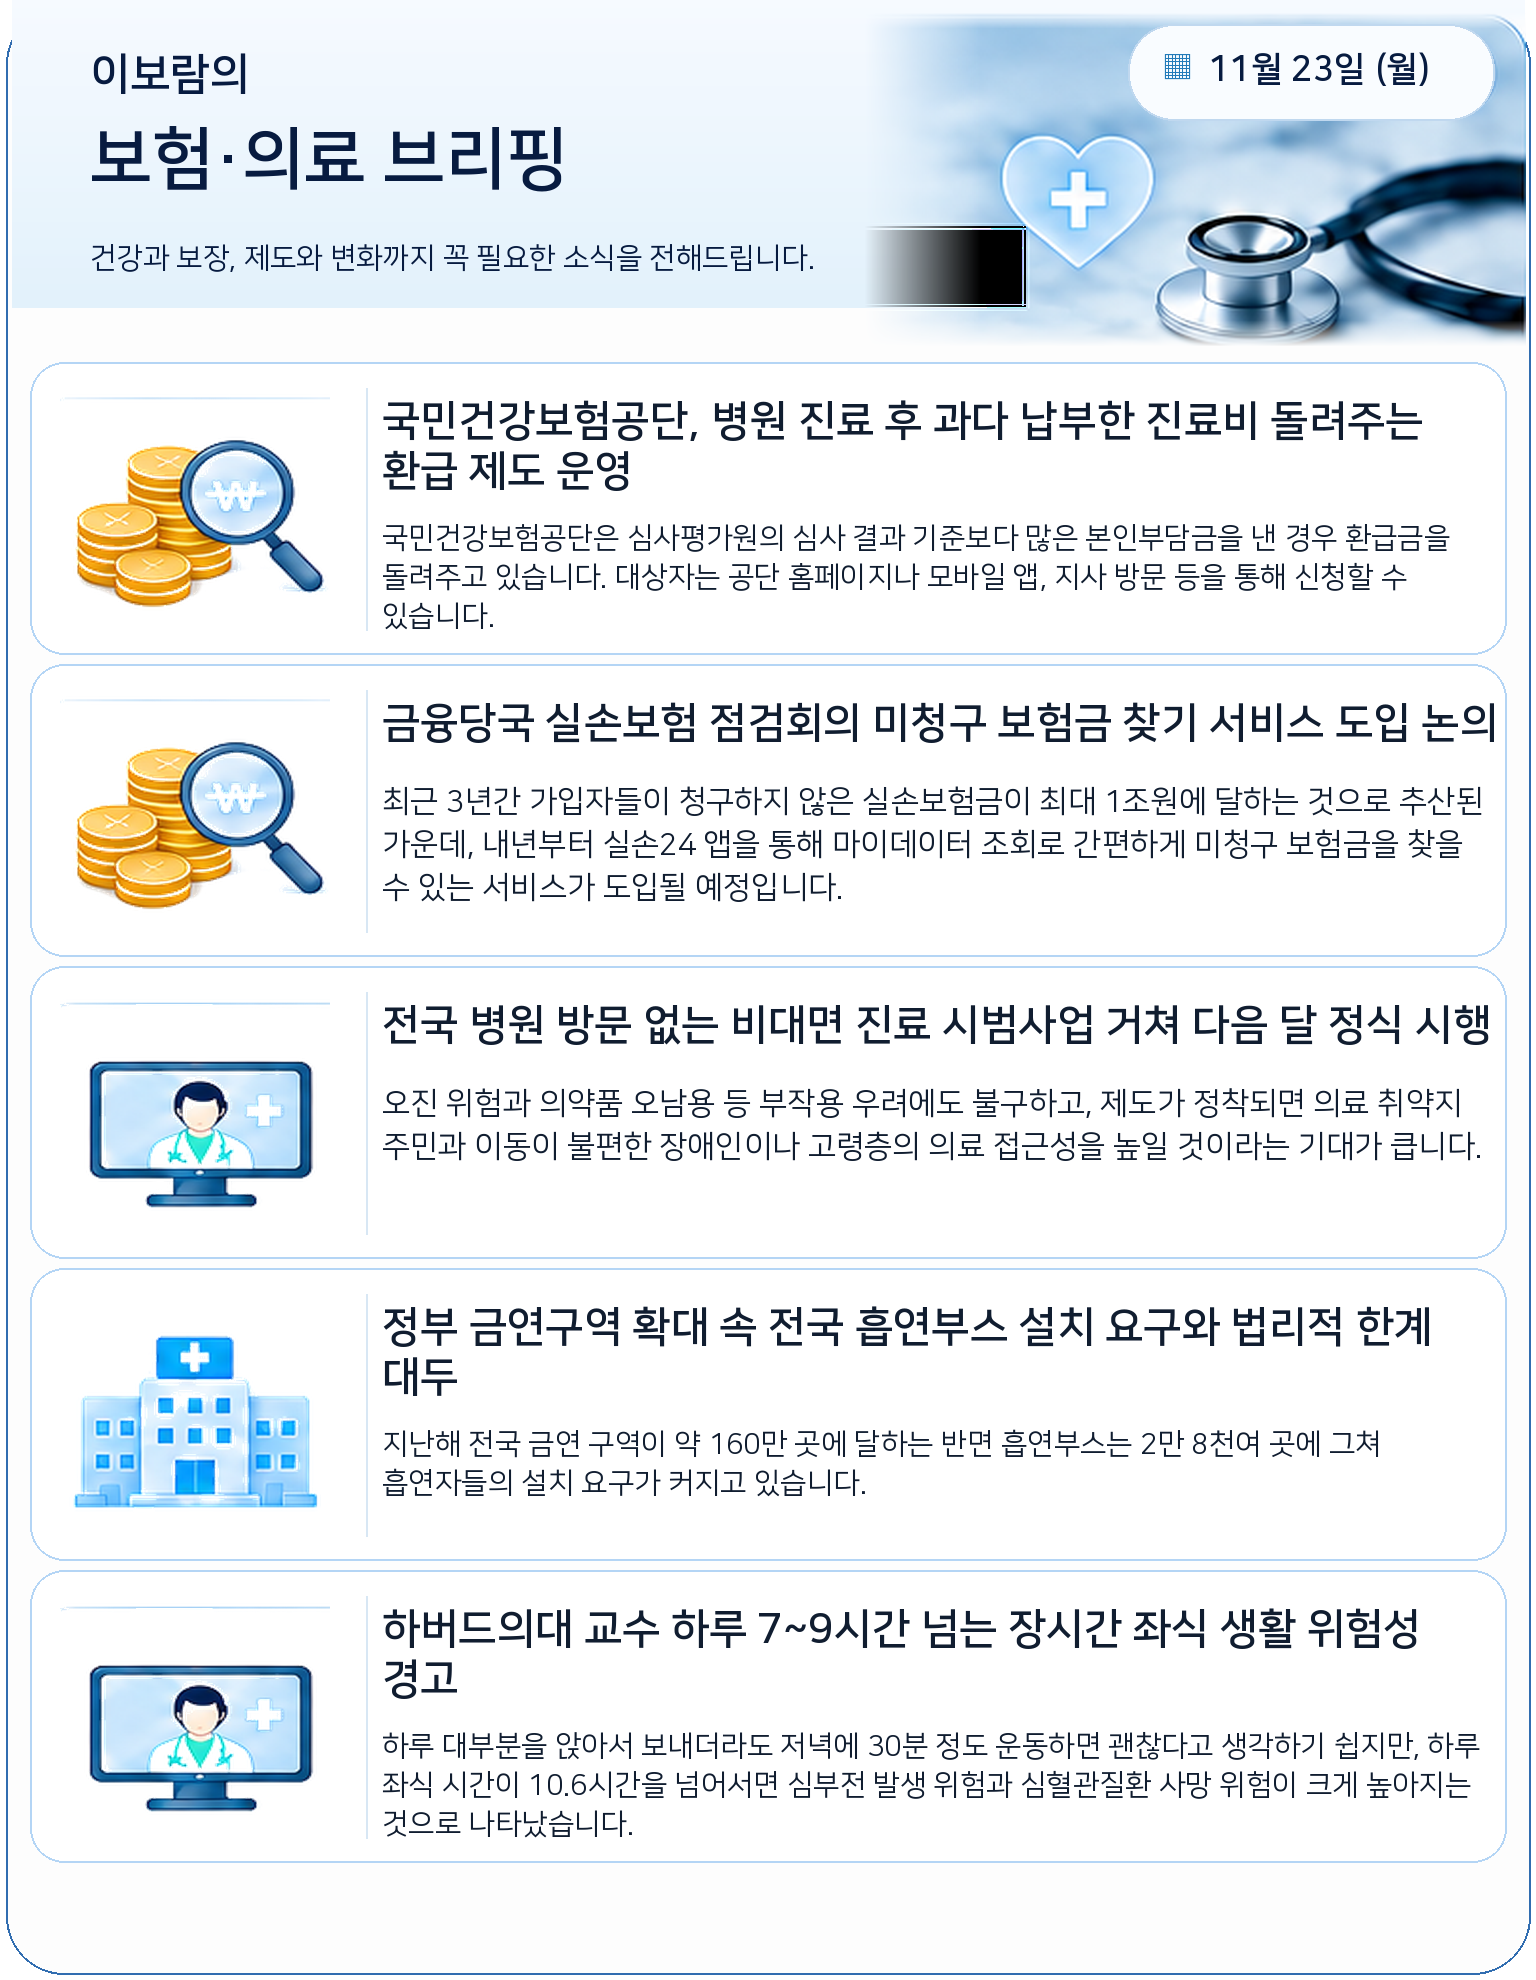 이보람의
보험·의료 브리핑
건강과 보장, 제도와 변화까지 꼭 필요한 소식을 전해드립니다.
11월 23일 (월)
국민건강보험공단, 병원 진료 후 과다 납부한 진료비 돌려주는
환급 제도 운영
국민건강보험공단은 심사평가원의 심사 결과 기준보다 많은 본인부담금을 낸 경우 환급금을
돌려주고 있습니다. 대상자는 공단 홈페이지나 모바일 앱, 지사 방문 등을 통해 신청할 수
있습니다.
₩
금융당국 실손보험 점검회의 미청구 보험금 찾기 서비스 도입 논의
최근 3년간 가입자들이 청구하지 않은 실손보험금이 최대 1조원에 달하는 것으로 추산된
가운데, 내년부터 실손24 앱을 통해 마이데이터 조회로 간편하게 미청구 보험금을 찾을
수 있는 서비스가 도입될 예정입니다.
₩
전국 병원 방문 없는 비대면 진료 시범사업 거쳐 다음 달 정식 시행
오진 위험과 의약품 오남용 등 부작용 우려에도 불구하고, 제도가 정착되면 의료 취약지
주민과 이동이 불편한 장애인이나 고령층의 의료 접근성을 높일 것이라는 기대가 큽니다.
정부 금연구역 확대 속 전국 흡연부스 설치 요구와 법리적 한계
대두
지난해 전국 금연 구역이 약 160만 곳에 달하는 반면 흡연부스는 2만 8천여 곳에 그쳐
흡연자들의 설치 요구가 커지고 있습니다.
하버드의대 교수 하루 7~9시간 넘는 장시간 좌식 생활 위험성
경고
하루 대부분을 앉아서 보내더라도 저녁에 30분 정도 운동하면 괜찮다고 생각하기 쉽지만, 하루
좌식 시간이 10.6시간을 넘어서면 심부전 발생 위험과 심혈관질환 사망 위험이 크게 높아지는
것으로 나타났습니다.